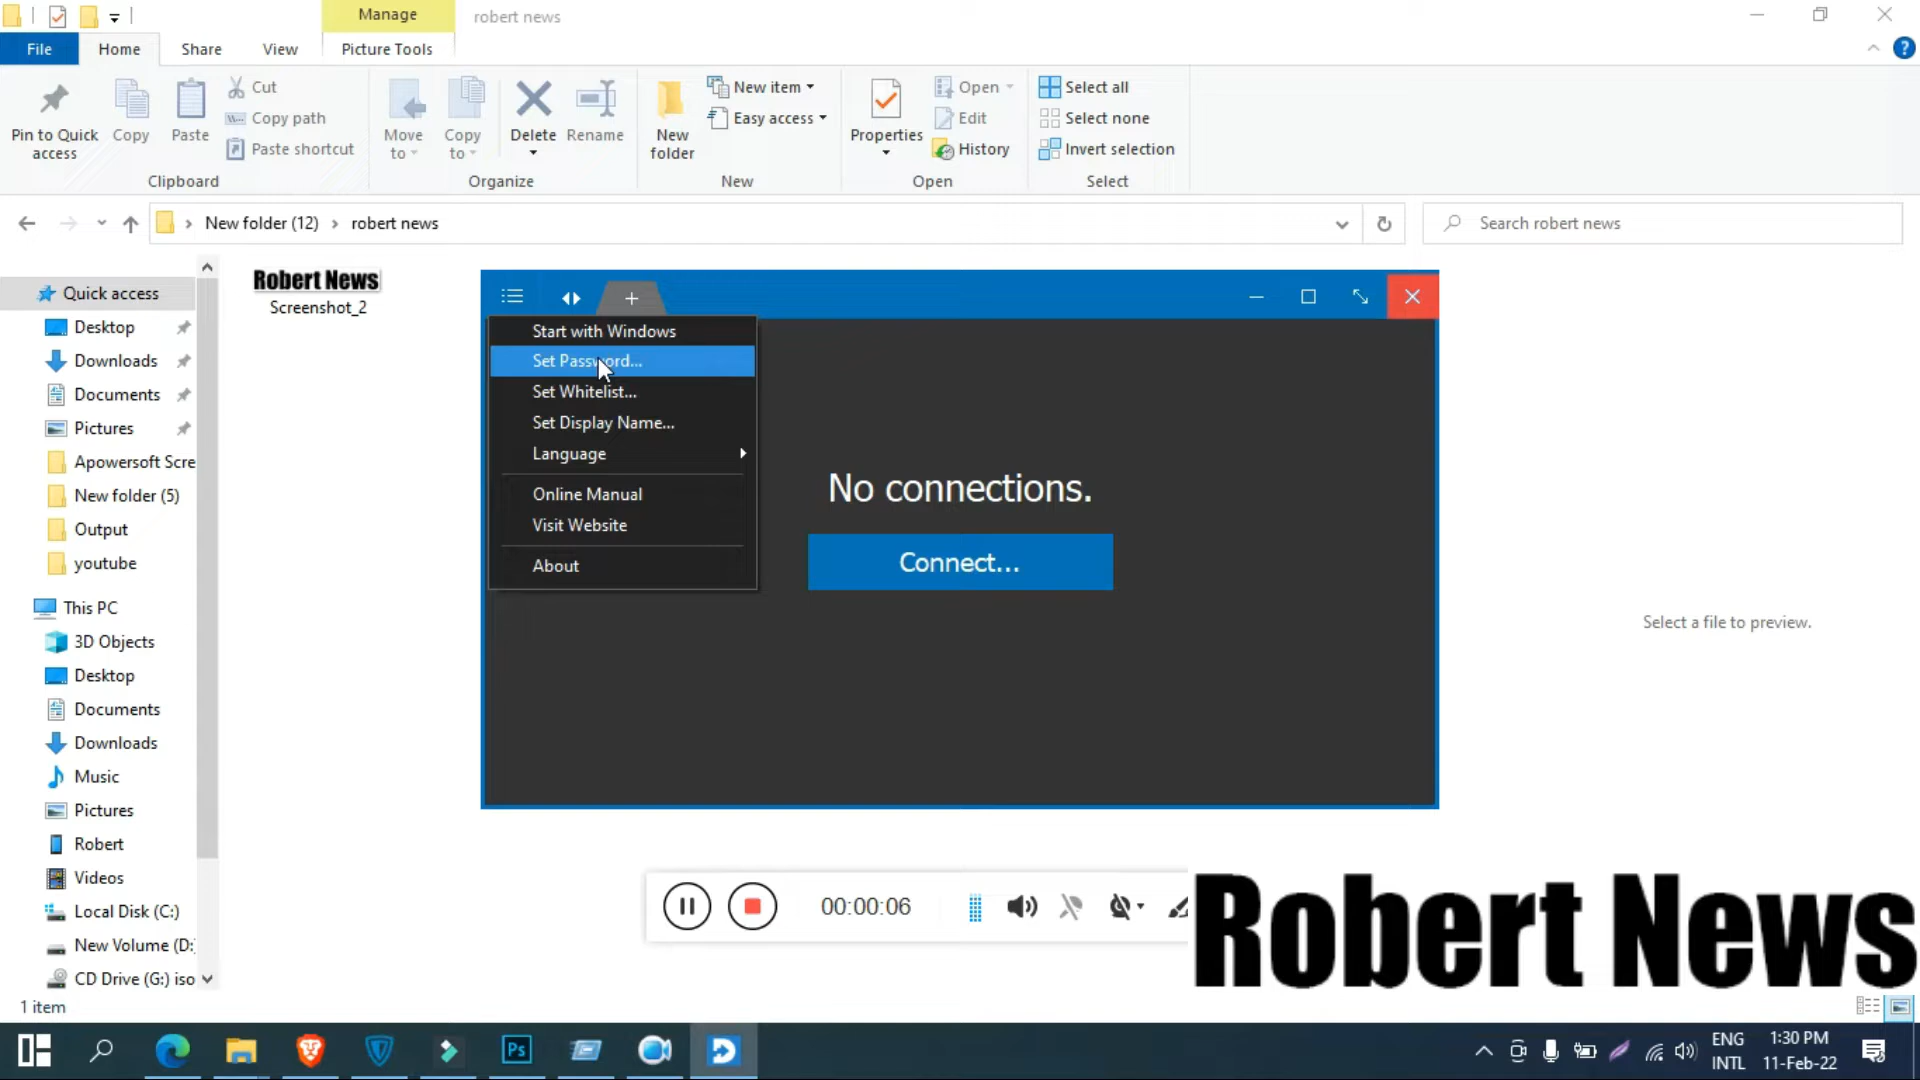 Manage
robert news
File
Home
Share
View
Picture Tools
Pin to Quick access
Copy
Paste
Cut
Copy path
Paste shortcut
Clipboard
Move to
Copy to
Delete
Rename
Organize
New folder
New item
Easy access
New
Properties
Open
Edit
History
Open
Select all
Select none
Invert selection
Select
New folder (12) > robert news
Search robert news
Quick access
Desktop
Downloads
Documents
Pictures
Apowersoft Scre
New folder (5)
Output
youtube
This PC
3D Objects
Desktop
Documents
Downloads
Music
Pictures
Robert
Videos
Local Disk (C:)
New Volume (D:)
CD Drive (G:) iso
1 item
Robert News
Screenshot_2
Start with Windows
Set Password...
Set Whitelist...
Set Display Name...
Language
Online Manual
Visit Website
About
No connections.
Connect...
Select a file to preview.
00:00:06
Robert News
Ps
ENG
INTL
1:30 PM
11-Feb-22